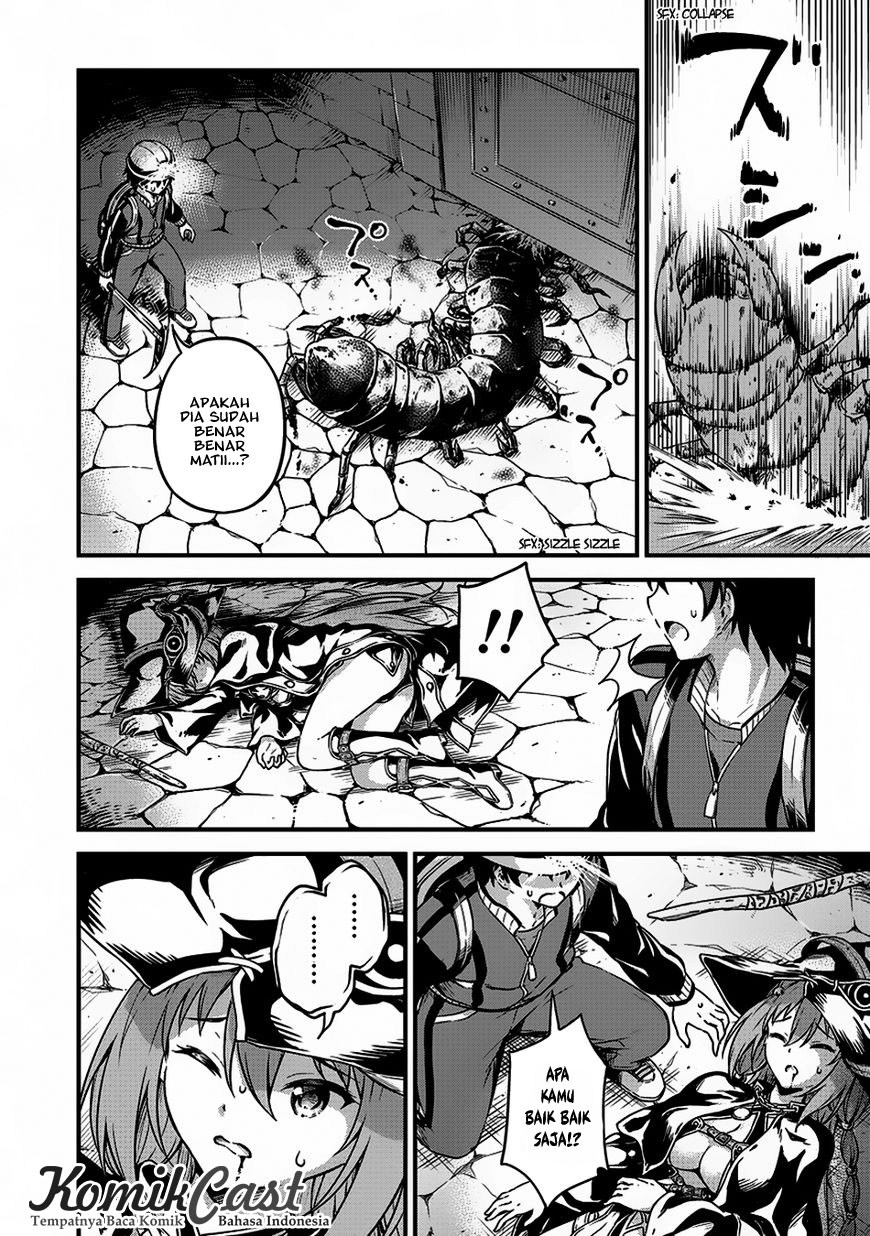 SFX: COLLAPSE
ズシン
プス..
APAKAH
DIA SUDAH
BENAR
BENAR
MATII...?
プス..
SFX: SIZZLE SIZZLE
!!
......
......
APA
KAMU
BAIK BAIK
SAJA!?
KomikCast
Tempatnya Baca Komik Bahasa Indonesia